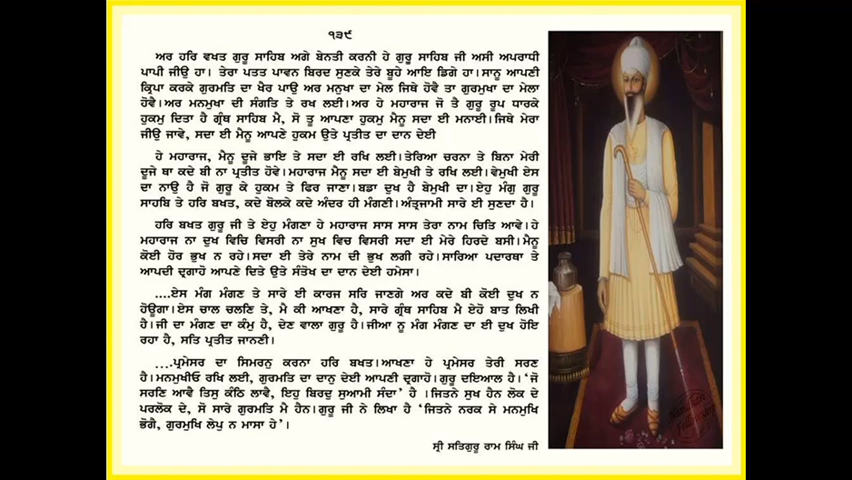 ੧੩੯
ਅਰ ਹਰਿ ਵਖਤ ਗੁਰੂ ਸਾਹਿਬ ਅਗੇ ਬੇਨਤੀ ਕਰਨੀ ਹੇ ਗੁਰੂ ਸਾਹਿਬ ਜੀ ਅਸੀ ਅਪਰਾਧੀ
ਪਾਪੀ ਜੀਉ ਹਾ। ਤੇਰਾ ਪਤਤ ਪਾਵਨ ਬਿਰਦ ਸੁਣਕੇ ਤੇਰੇ ਬੂਹੇ ਆਇ ਡਿਗੇ ਹਾ।ਸਾਨੂ ਆਪਣੀ
ਕ੍ਰਿਪਾ ਕਰਕੇ ਗੁਰਮਤਿ ਦਾ ਖੈਰ ਪਾਉ ਅਰ ਮਨੁਖਾ ਦਾ ਮੇਲ ਜਿਥੇ ਹੋਵੈ ਤਾ ਗੁਰਮੁਖਾ ਦਾ ਮੇਲਾ
ਹੋਵੈ। ਅਰ ਮਨਮੁਖਾ ਦੀ ਸੰਗਤਿ ਤੇ ਰਖ ਲਈ। ਅਰ ਹੇ ਮਹਾਰਾਜ ਜੋ ਤੈ ਗੁਰੂ ਰੂਪ ਧਾਰਕੇ
ਹੁਕਮੁ ਦਿਤਾ ਹੈ ਗ੍ਰੰਥ ਸਾਹਿਬ ਮੈ, ਸੋ ਤੂ ਆਪਣਾ ਹੁਕਮੁ ਮੈਨੂ ਸਦਾ ਈ ਮਨਾਈ।ਜਿਥੇ ਮੇਰਾ
ਜੀਉ ਜਾਵੇ, ਸਦਾ ਈ ਮੈਨੂ ਆਪਣੇ ਹੁਕਮ ਉਤੇ ਪ੍ਰਤੀਤ ਦਾ ਦਾਨ ਦੇਈ
ਹੇ ਮਹਾਰਾਜ, ਮੈਨੂ ਦੂਜੇ ਭਾਇ ਤੇ ਸਦਾ ਈ ਰਖਿ ਲਈ।ਤੇਰਿਆ ਚਰਨਾ ਤੇ ਬਿਨਾ ਮੇਰੀ
ਦੂਜੇ ਥਾ ਕਦੇ ਬੀ ਨਾ ਪ੍ਰਤੀਤ ਹੋਵੇ। ਮਹਾਰਾਜ ਮੈਨੂ ਸਦਾ ਈ ਬੇਮੁਖੀ ਤੇ ਰਖਿ ਲਈ। ਵੇਮੁਖੀ ਏਸ
ਦਾ ਨਾਉ ਹੈ ਜੋ ਗੁਰੂ ਕੇ ਹੁਕਮ ਤੇ ਫਿਰ ਜਾਣਾ। ਬਡਾ ਦੁਖ ਹੈ ਬੇਮੁਖੀ ਦਾ।ਏਹੁ ਮੰਗੁ ਗੁਰੂ
ਸਾਹਬਿ ਤੇ ਹਰਿ ਬਖਤ, ਕਦੇ ਬੋਲਕੇ ਕਦੇ ਅੰਦਰ ਹੀ ਮੰਗਣੀ। ਅੰਤ੍ਰਜਾਮੀ ਸਾਰੇ ਈ ਸੁਣਦਾ ਹੈ।
ਹਰਿ ਬਖਤ ਗੁਰੂ ਜੀ ਤੇ ਏਹੁ ਮੰਗਣਾ ਹੇ ਮਹਾਰਾਜ ਸਾਸ ਸਾਸ ਤੇਰਾ ਨਾਮ ਚਿਤਿ ਆਵੇ।ਹੇ
ਮਹਾਰਾਜ ਨਾ ਦੁਖ ਵਿਚਿ ਵਿਸਰੀ ਨਾ ਸੁਖ ਵਿਚ ਵਿਸਰੀ ਸਦਾ ਈ ਮੇਰੇ ਹਿਰਦੇ ਬਸੀ।ਮੈਨੂ
ਕੋਈ ਹੋਰ ਭੁਖ ਨ ਰਹੇ।ਸਦਾ ਈ ਤੇਰੇ ਨਾਮ ਦੀ ਭੁਖ ਲਗੀ ਰਹੇ। ਸਾਰਿਆ ਪਦਾਰਥਾ ਤੇ
ਆਪਦੀ ਦ੍ਰਗਾਹੋ ਆਪਣੇ ਦਿਤੇ ਉਤੇ ਸੰਤੋਖ ਦਾ ਦਾਨ ਦੇਈ ਹਮੇਸਾ।
....ਏਸ ਮੰਗ ਮੰਗਣ ਤੇ ਸਾਰੇ ਈ ਕਾਰਜ ਸਰਿ ਜਾਣਗੇ ਅਰ ਕਦੇ ਬੀ ਕੋਈ ਦੁਖ ਨ
ਹੋਊਗਾ।ਏਸ ਚਾਲ ਚਲਣਿ ਤੇ, ਮੈ ਕੀ ਆਖਣਾ ਹੈ, ਸਾਰੇ ਗ੍ਰੰਥ ਸਾਹਿਬ ਮੈ ਏਹੋ ਬਾਤ ਲਿਖੀ
ਹੈ।ਜੀ ਦਾ ਮੰਗਣ ਦਾ ਕੰਮੁ ਹੈ, ਦੇਣ ਵਾਲਾ ਗੁਰੂ ਹੈ।ਜੀਆ ਨੂ ਮੰਗ ਮੰਗਣ ਦਾ ਈ ਦੁਖ ਹੋਇ
ਰਹਾ ਹੈ, ਸਤਿ ਪ੍ਰਤੀਤ ਜਾਨਣੀ।
....ਪ੍ਰਮੇਸਰ ਦਾ ਸਿਮਰਨੁ ਕਰਨਾ ਹਰਿ ਬਖਤ।ਆਖਣਾ ਹੇ ਪ੍ਰਮੇਸਰ ਤੇਰੀ ਸਰਣ
ਹੈ।ਮਨਮੁਖੀਓ ਰਖਿ ਲਈ, ਗੁਰਮਤਿ ਦਾ ਦਾਨੁ ਦੇਈ ਆਪਣੀ ਦ੍ਰਗਾਹੋ। ਗੁਰੂ ਦਇਆਲ ਹੈ। 'ਜੋ
ਸਰਣਿ ਆਵੈ ਤਿਸੁ ਕੰਠਿ ਲਾਵੈ, ਇਹੁ ਬਿਰਦੁ ਸੁਆਮੀ ਸੰਦਾ' ਹੈ ।ਜਿਤਨੇ ਸੁਖ ਹੈਨ ਲੋਕ ਦੇ
ਪਰਲੋਕ ਦੇ, ਸੋ ਸਾਰੇ ਗੁਰਮਤਿ ਮੈ ਹੈਨ।ਗੁਰੂ ਜੀ ਨੇ ਲਿਖਾ ਹੈ 'ਜਿਤਨੇ ਨਰਕ ਸੇ ਮਨਮੁਖਿ
ਭੋਗੈ, ਗੁਰਮੁਖਿ ਲੇਪੁ ਨ ਮਾਸਾ ਹੇ'।
ਸ੍ਰੀ ਸਤਿਗੁਰੂ ਰਾਮ ਸਿੰਘ ਜੀ